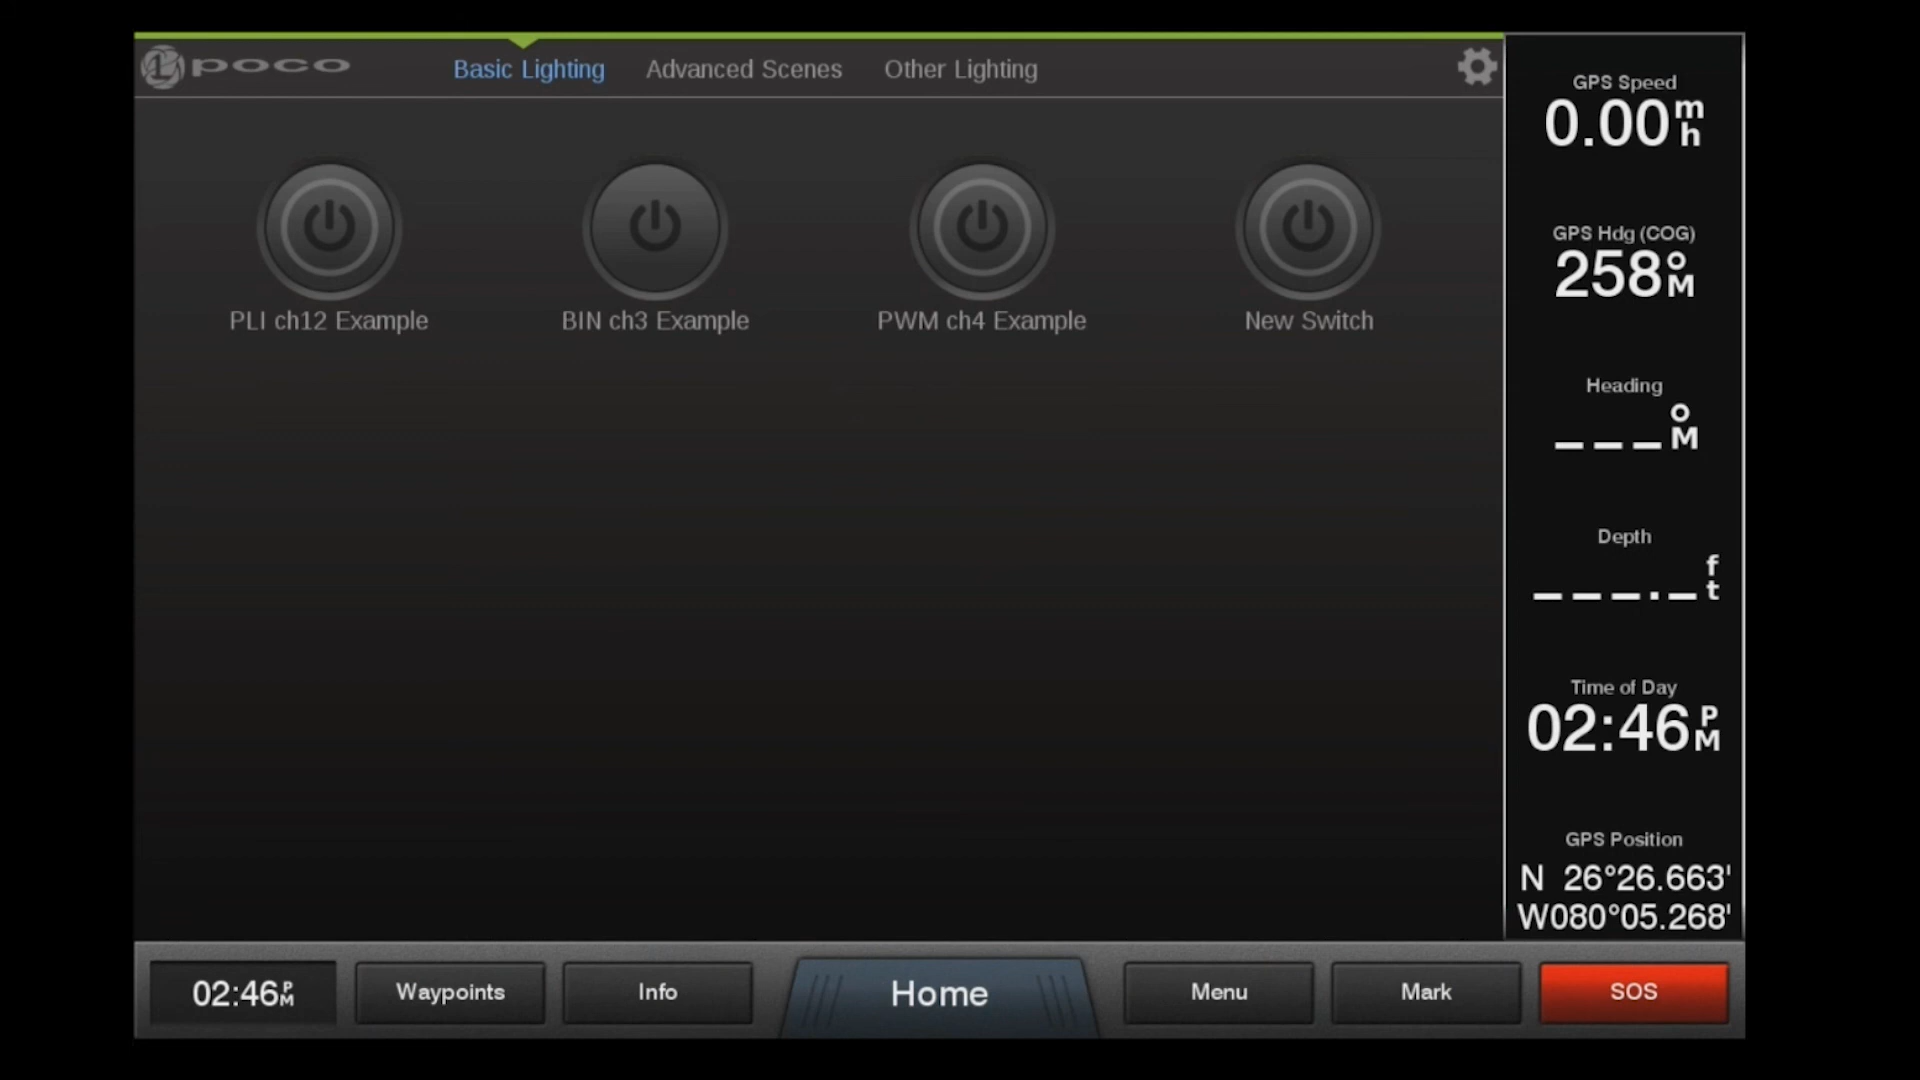 poco
Basic Lighting
Advanced Scenes
Other Lighting
PLI ch12 Example
BIN ch3 Example
PWM ch4 Example
New Switch
GPS Speed
0.00 mh
GPS Hdg (COG)
258°M
Heading
_ _ _°M
Depth
_ _ _._ ft
Time of Day
02:46 PM
GPS Position
N 26°26.663'
W080°05.268'
02:46 PM
Waypoints
Info
Home
Menu
Mark
SOS